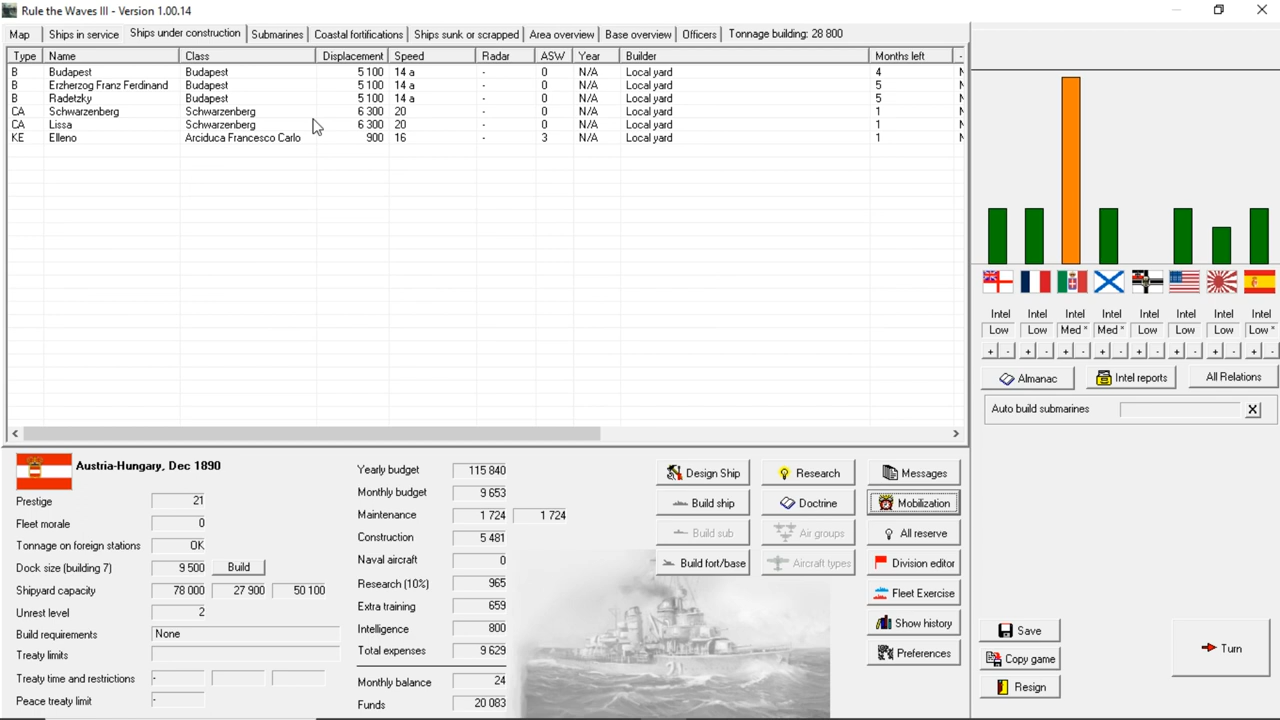 Rule the Waves III - Version 1.00.14
Map Ships in service Ships under construction Submarines Coastal fortifications Ships sunk or scrapped Area overview Base overview Officers Tonnage building: 28 800
Type Name Class Displacement Speed Radar ASW Year Builder Months left -
B Budapest Budapest 5 100 14 a - 0 N/A Local yard 4 N
B Erzherzog Franz Ferdinand Budapest 5 100 14 a - 0 N/A Local yard 5 N
B Radetzky Budapest 5 100 14 a - 0 N/A Local yard 5 N
CA Schwarzenberg Schwarzenberg 6 300 20 - 0 N/A Local yard 1 N
CA Lissa Schwarzenberg 6 300 20 - 0 N/A Local yard 1 N
KE Elleno Arciduca Francesco Carlo 900 16 - 3 N/A Local yard 1 N
Intel Intel Intel Intel Intel Intel Intel Intel
Low Low Med * Med * Low Low Low Low *
+ - + - + - + - + - + - + - + -
Almanac Intel reports All Relations
Auto build submarines X
Austria-Hungary, Dec 1890
Prestige 21
Fleet morale 0
Tonnage on foreign stations OK
Dock size (building 7) 9 500 Build
Shipyard capacity 78 000 27 900 50 100
Unrest level 2
Build requirements None
Treaty limits
Treaty time and restrictions -
Peace treaty limit -
Yearly budget 115 840
Monthly budget 9 653
Maintenance 1 724 1 724
Construction 5 481
Naval aircraft 0
Research (10%) 965
Extra training 659
Intelligence 800
Total expenses 9 629
Monthly balance 24
Funds 20 083
Design Ship Research Messages
Build ship Doctrine Mobilization
Build sub Air groups All reserve
Build fort/base Aircraft types Division editor
Fleet Exercise
Show history
Preferences
Save
Copy game
Resign
Turn